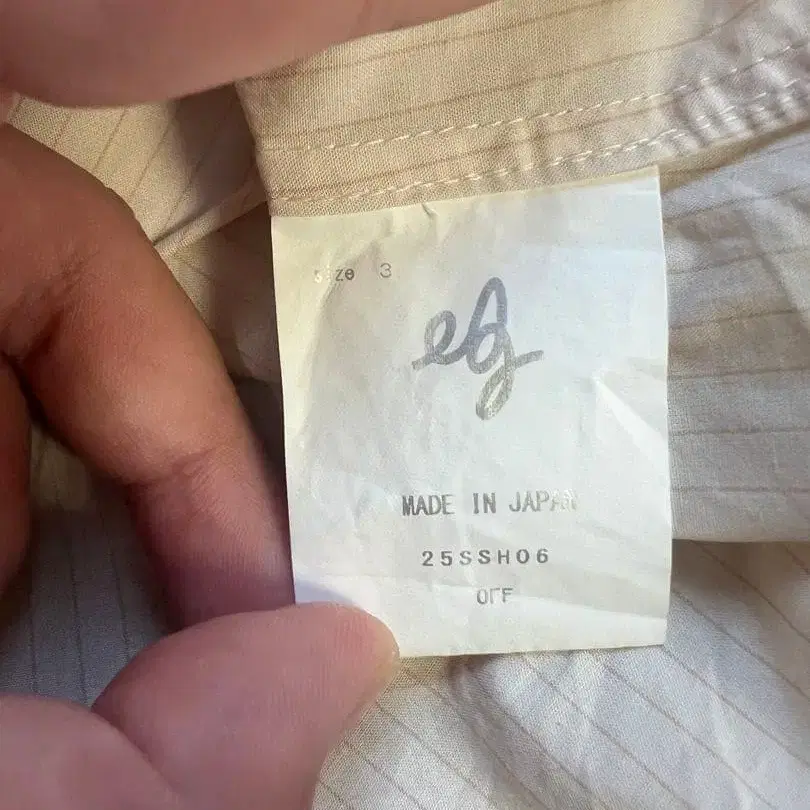 size 3
eg
MADE IN JAPAN
25SSH06
OFF